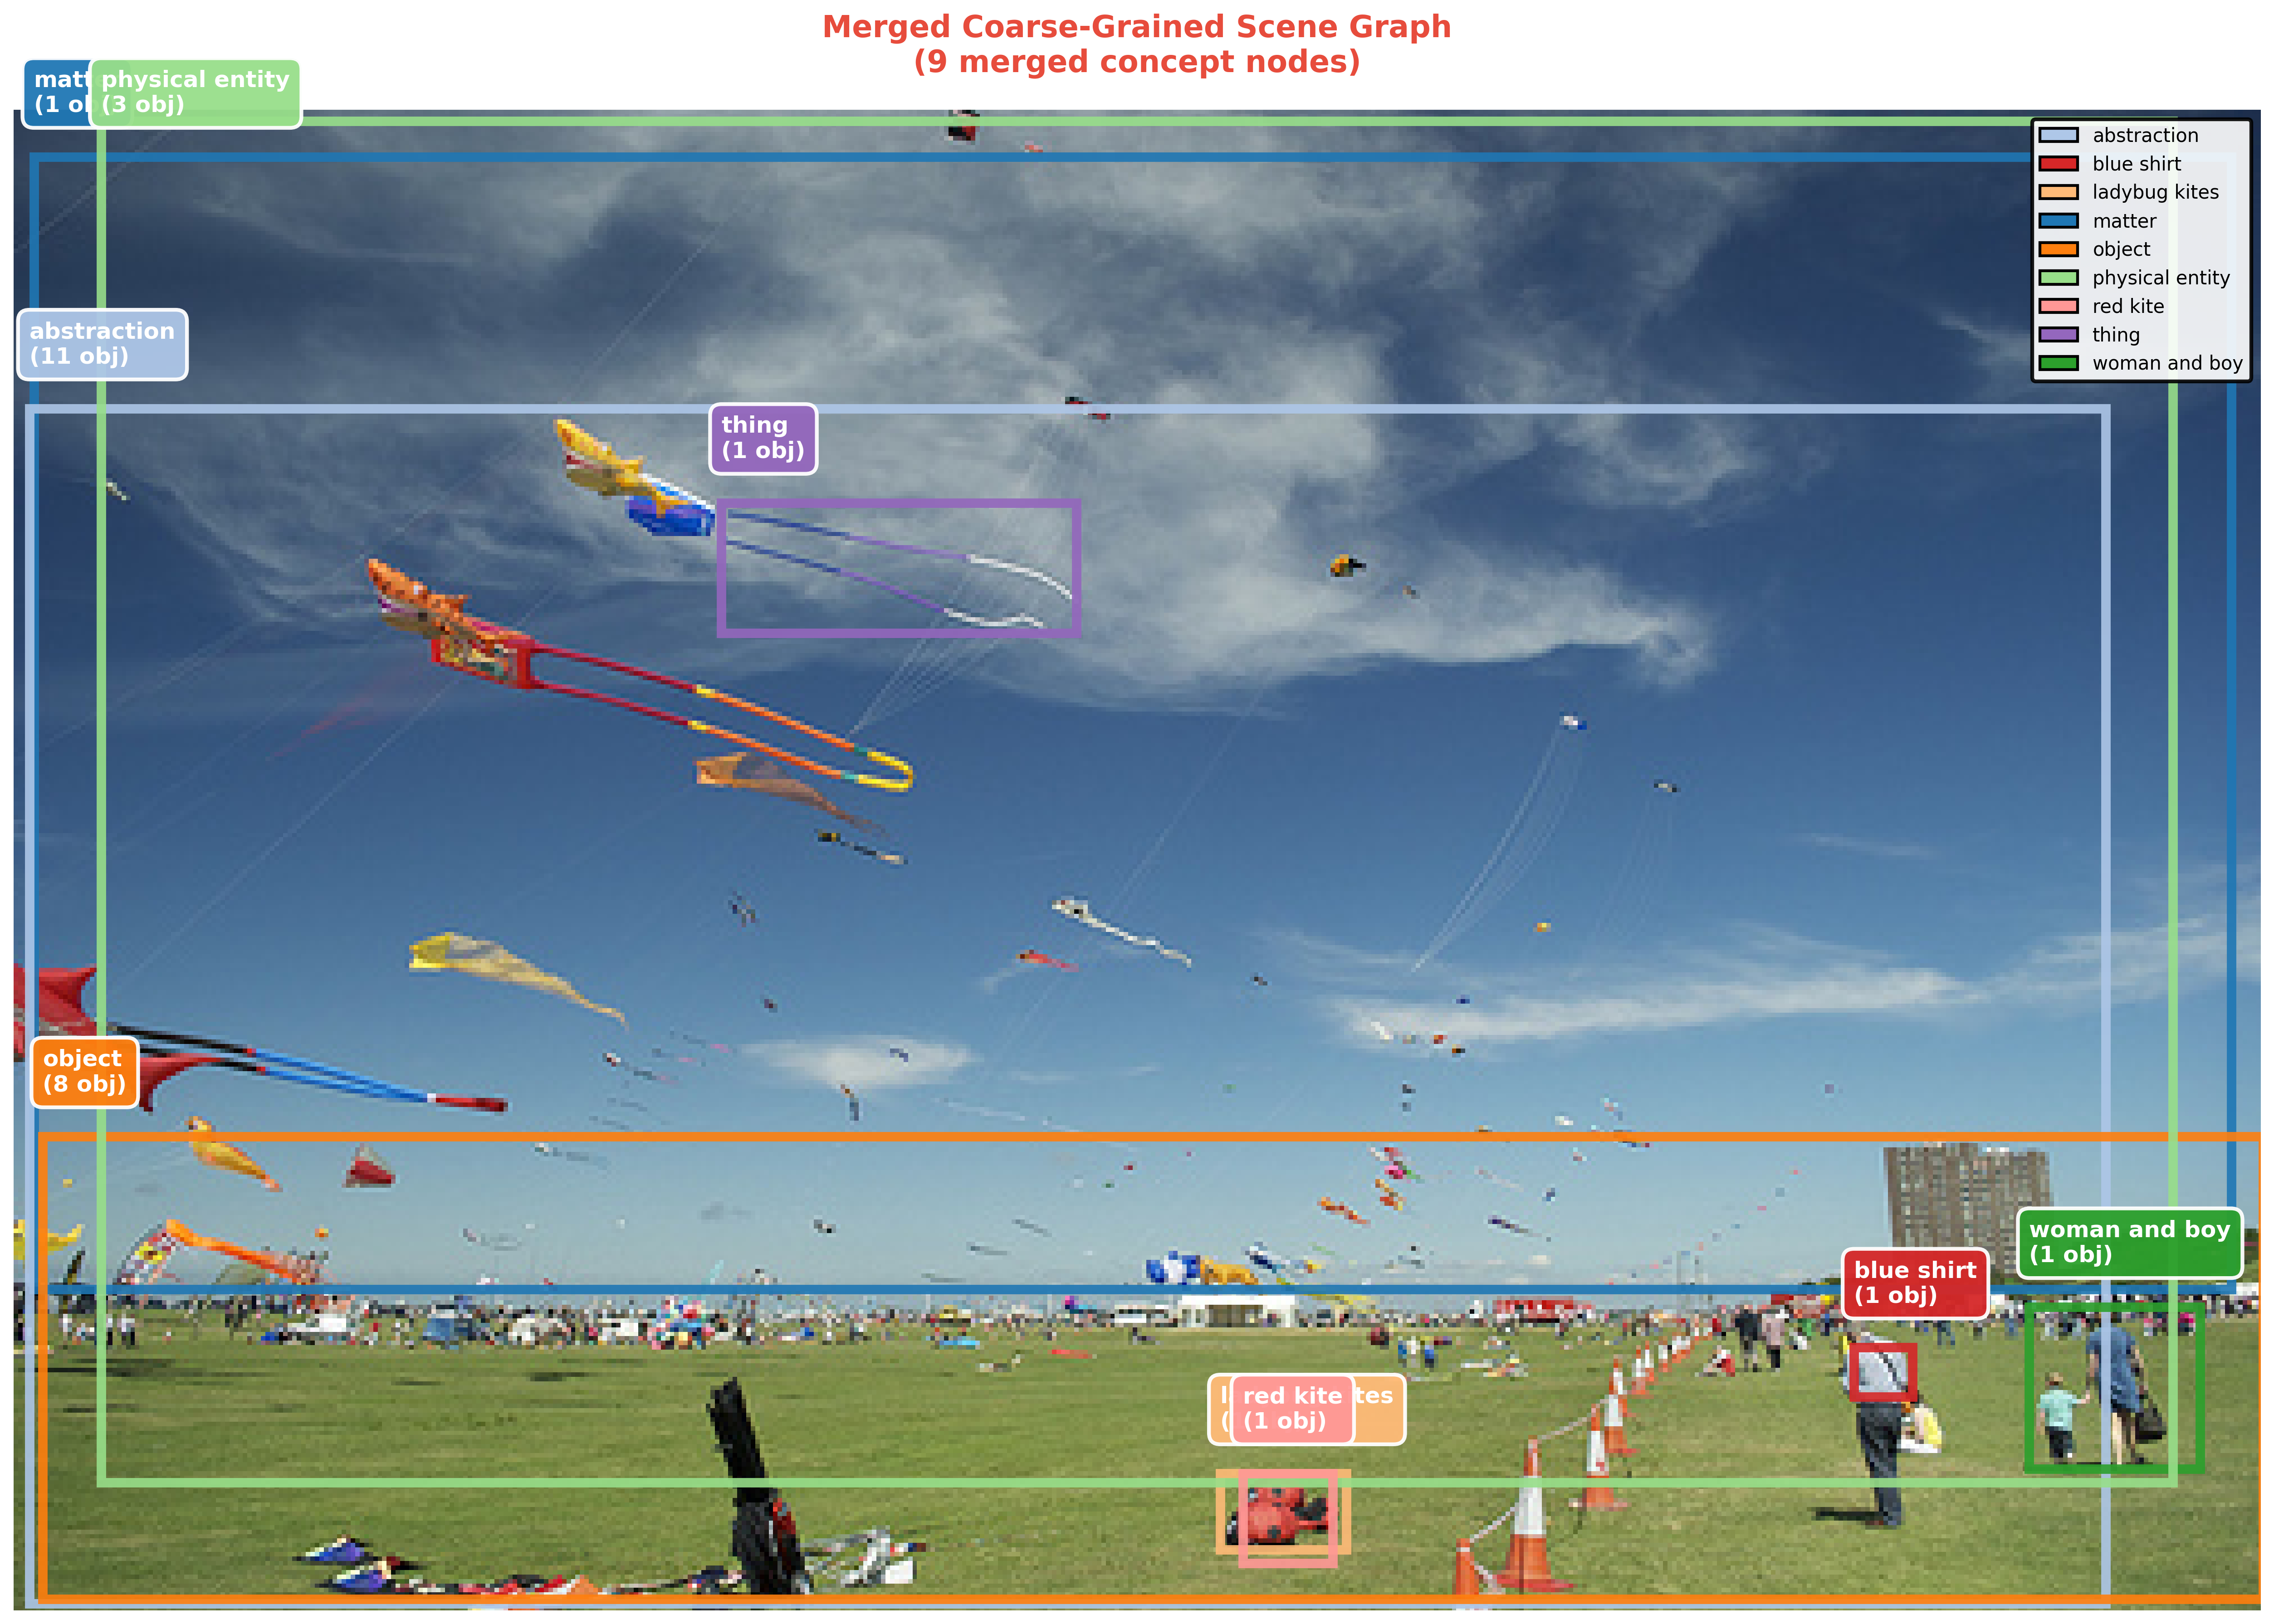 Merged Coarse-Grained Scene Graph
(9 merged concept nodes)
physical entity
(3 obj)
abstraction
blue shirt
ladybug kites
matter
object
physical entity
red kite
thing
woman and boy
abstraction
(11 obj)
thing
(1 obj)
object
(8 obj)
woman and boy
(1 obj)
blue shirt
(1 obj)
red kite
(1 obj)